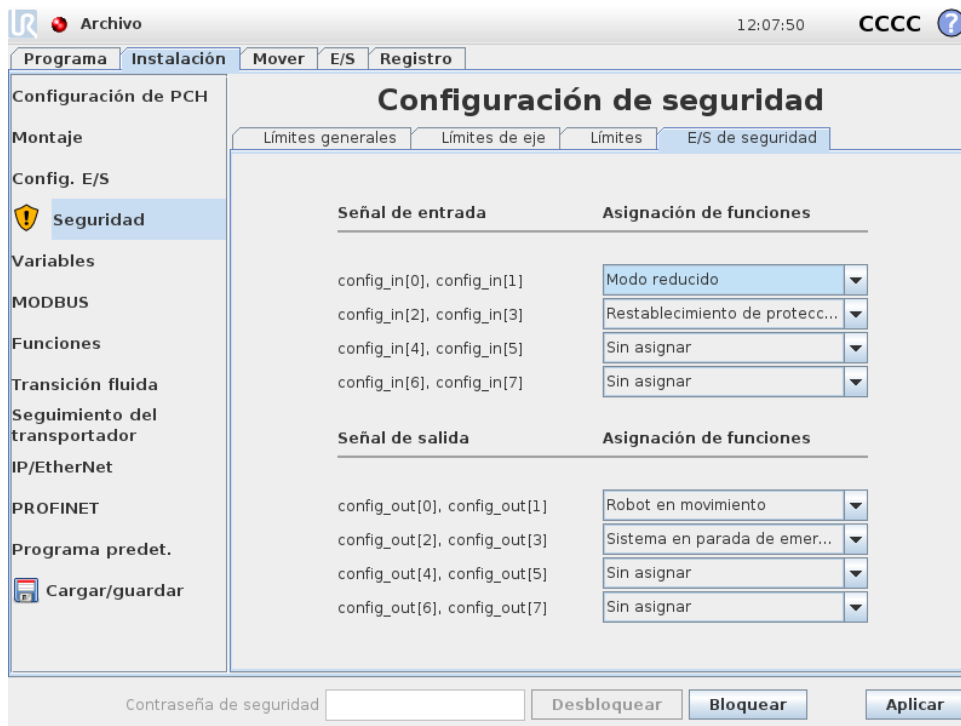 UR Archivo 12:07:50 CCCC ?
Programa Instalación Mover E/S Registro
Configuración de PCH
Montaje
Config. E/S
Seguridad
Variables
MODBUS
Funciones
Transición fluida
Seguimiento del
transportador
IP/EtherNet
PROFINET
Programa predet.
Cargar/guardar
Configuración de seguridad
Límites generales Límites de eje Límites E/S de seguridad
Señal de entrada Asignación de funciones
config_in[0], config_in[1] Modo reducido
config_in[2], config_in[3] Restablecimiento de protecc...
config_in[4], config_in[5] Sin asignar
config_in[6], config_in[7] Sin asignar
Señal de salida Asignación de funciones
config_out[0], config_out[1] Robot en movimiento
config_out[2], config_out[3] Sistema en parada de emer...
config_out[4], config_out[5] Sin asignar
config_out[6], config_out[7] Sin asignar
Contraseña de seguridad Desbloquear Bloquear Aplicar